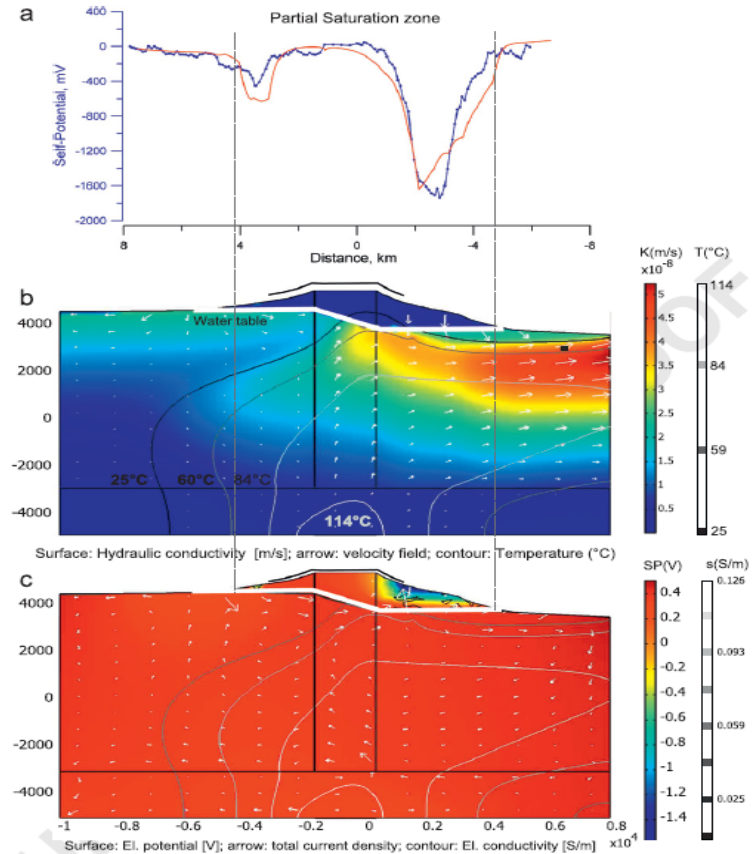 a
Partial Saturation zone
400
0
-400
-800
-1200
-1600
-2000
Self-Potential, mV
8
4
0
-4
-8
Distance, km
b
Water table
4000
2000
0
-2000
-4000
25°C 60°C 84°C
114°C
K(m/s)
x10⁻⁸
5
4.5
4
3.5
3
2.5
2
1.5
1
0.5
T(°C)
114
84
59
25
Surface: Hydraulic conductivity [m/s]; arrow: velocity field; contour: Temperature (°C)
c
4000
2000
0
-2000
-4000
-1 -0.8 -0.6 -0.4 -0.2 0 0.2 0.4 0.6 0.8
x10⁴
SP(V)
0.4
0.2
0
-0.2
-0.4
-0.6
-0.8
-1
-1.2
-1.4
s(S/m)
0.126
0.093
0.059
0.025
Surface: El. potential [V]; arrow: total current density; contour: El. conductivity [S/m]